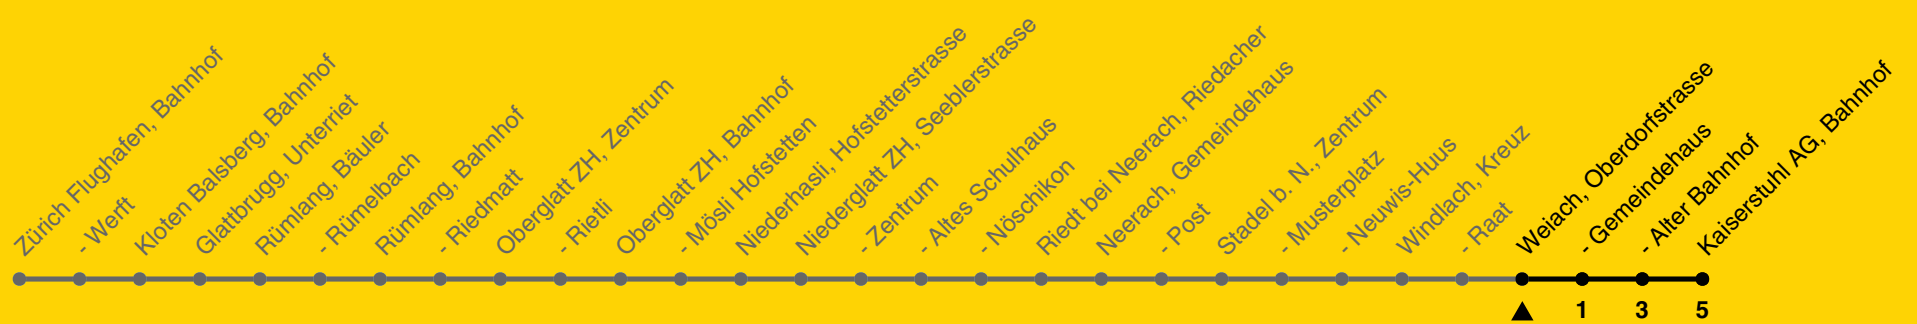 Zürich Flughafen, Bahnhof
- Werft
Kloten Balsberg, Bahnhof
Glattbrugg, Unterriet
Rümlang, Bäuler
- Rümelbach
Rümlang, Bahnhof
- Riedmatt
Oberglatt ZH, Zentrum
- Rietli
Oberglatt ZH, Bahnhof
- Mösli Hofstetten
Niederhasli, Hofstetterstrasse
Niederglatt ZH, Seeblerstrasse
- Zentrum
- Altes Schulhaus
- Nöschikon
Riedt bei Neerach, Riedacher
Neerach, Gemeindehaus
- Post
Stadel b. N., Zentrum
- Musterplatz
- Neuwis-Huus
Windlach, Kreuz
- Raat
Weiach, Oberdorfstrasse
- Gemeindehaus
- Alter Bahnhof
Kaiserstuhl AG, Bahnhof
1 3 5